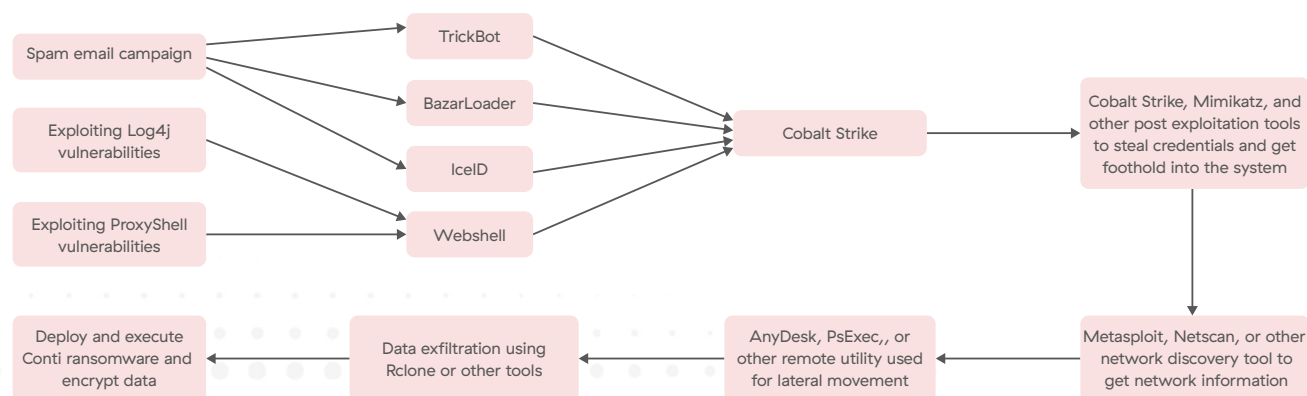 Spam email campaign
Exploiting Log4j
vulnerabilities
Exploiting ProxyShell
vulnerabilities
TrickBot
BazarLoader
IceID
Webshell
Cobalt Strike
Cobalt Strike, Mimikatz, and
other post exploitation tools
to steal credentials and get
foothold into the system
Metasploit, Netscan, or other
network discovery tool to
get network information
AnyDesk, PsExec,, or
other remote utility used
for lateral movement
Data exfiltration using
Rclone or other tools
Deploy and execute
Conti ransomware and
encrypt data